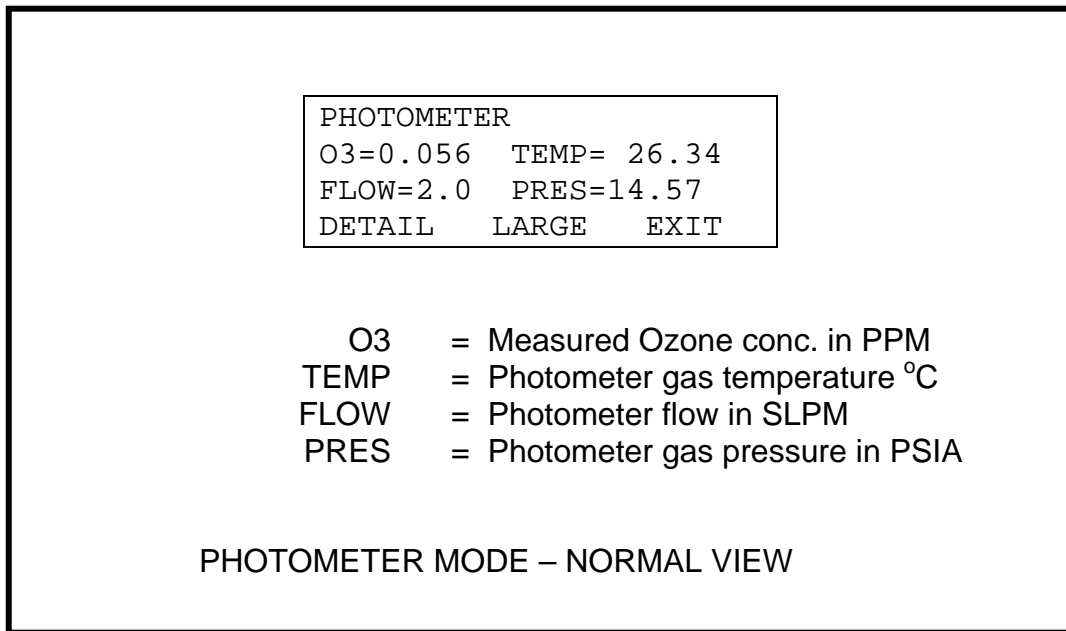 PHOTOMETER
O3=0.056 TEMP= 26.34
FLOW=2.0 PRES=14.57
DETAIL LARGE EXIT
O3 = Measured Ozone conc. in PPM
TEMP = Photometer gas temperature ºC
FLOW = Photometer flow in SLPM
PRES = Photometer gas pressure in PSIA
PHOTOMETER MODE – NORMAL VIEW